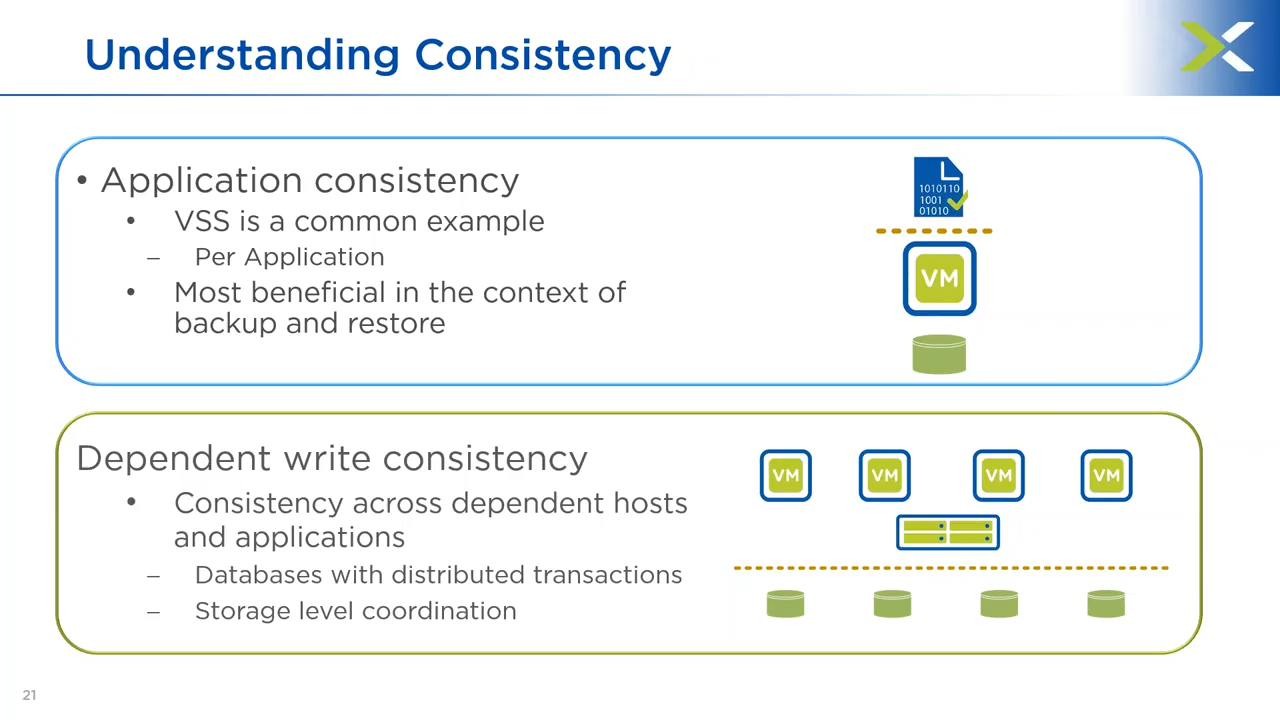 Understanding Consistency
• Application consistency
• VSS is a common example
– Per Application
• Most beneficial in the context of
backup and restore
1010110
1001
01010
VM
Dependent write consistency
• Consistency across dependent hosts
and applications
– Databases with distributed transactions
– Storage level coordination
VM VM VM VM
21